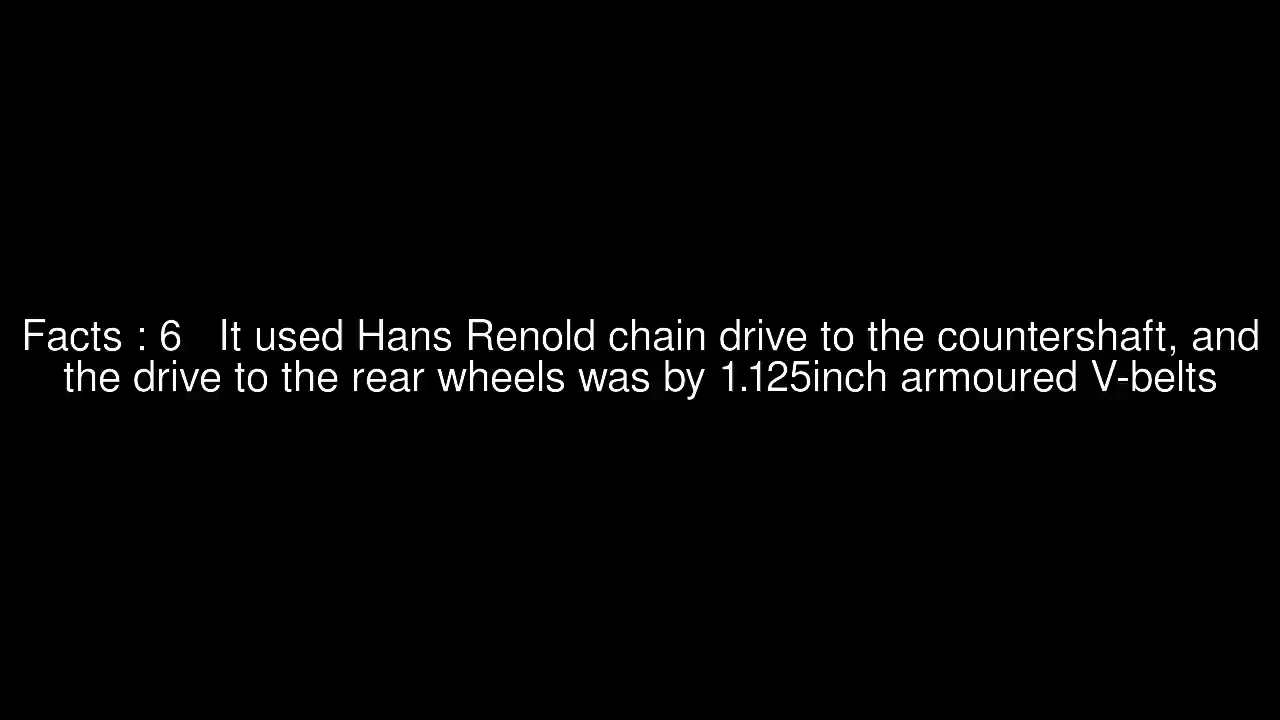 Facts : 6   It used Hans Renold chain drive to the countershaft, and
the drive to the rear wheels was by 1.125inch armoured V-belts